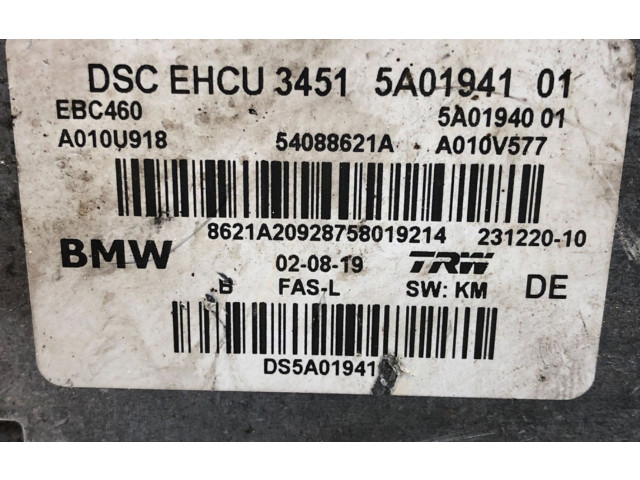 DSC EHCU 3451 5A01941 01
EBC460 5A01940 01
A010U918 54088621A A010V577
8621A20928758019214 231220-10
BMW 02-08-19 TRW
B FAS-L SW: KM DE
DS5A01941